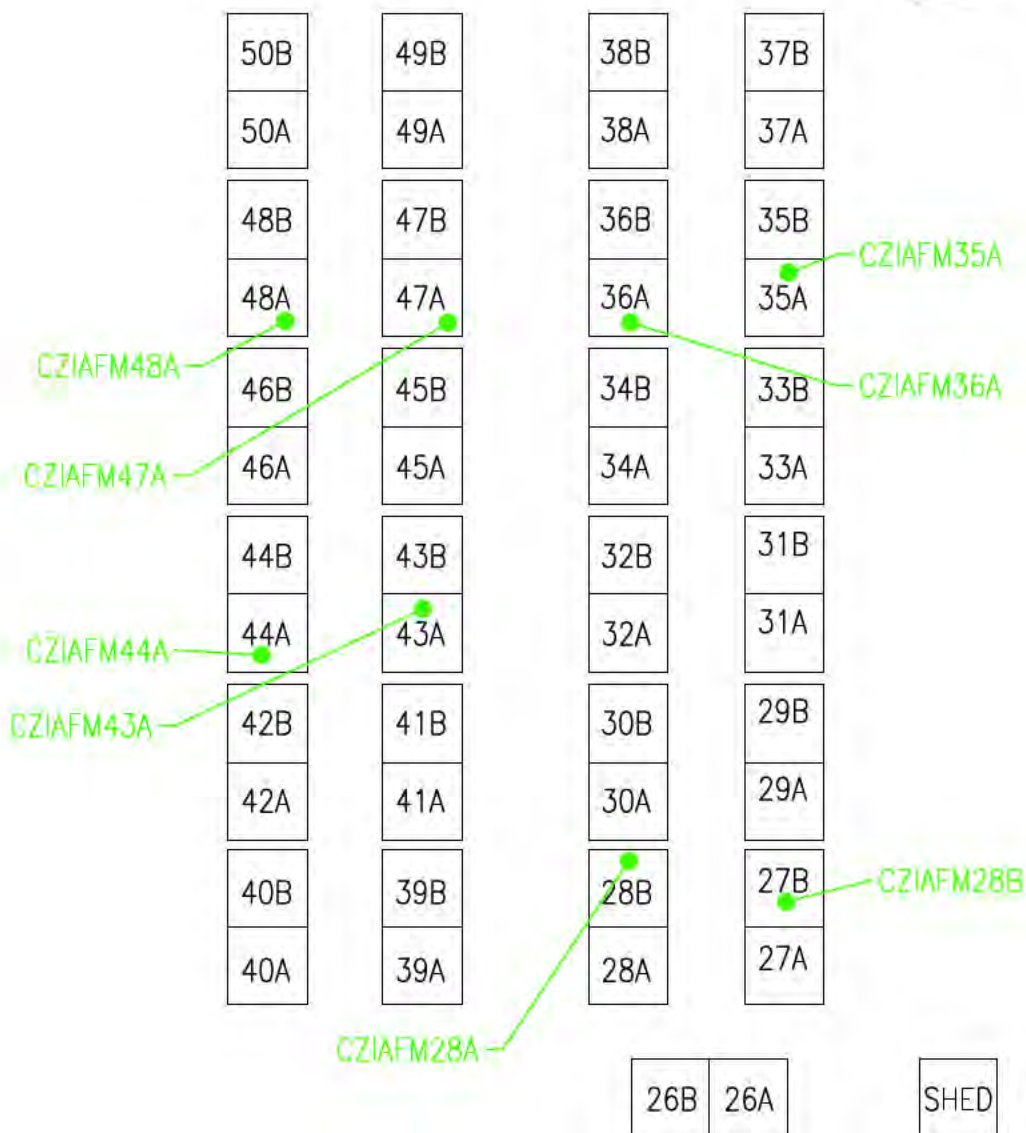 50B 49B 38B 37B
50A 49A 38A 37A
48B 47B 36B 35B
CZIAFM35A
48A 47A 36A 35A
CZIAFM48A
46B 45B 34B 33B
CZIAFM36A
CZIAFM47A
46A 45A 34A 33A
44B 43B 32B 31B
44A 43A 32A 31A
CZIAFM44A
CZIAFM43A
42B 41B 30B 29B
42A 41A 30A 29A
40B 39B 28B 27B
CZIAFM28B
40A 39A 28A 27A
CZIAFM28A
26B 26A SHED